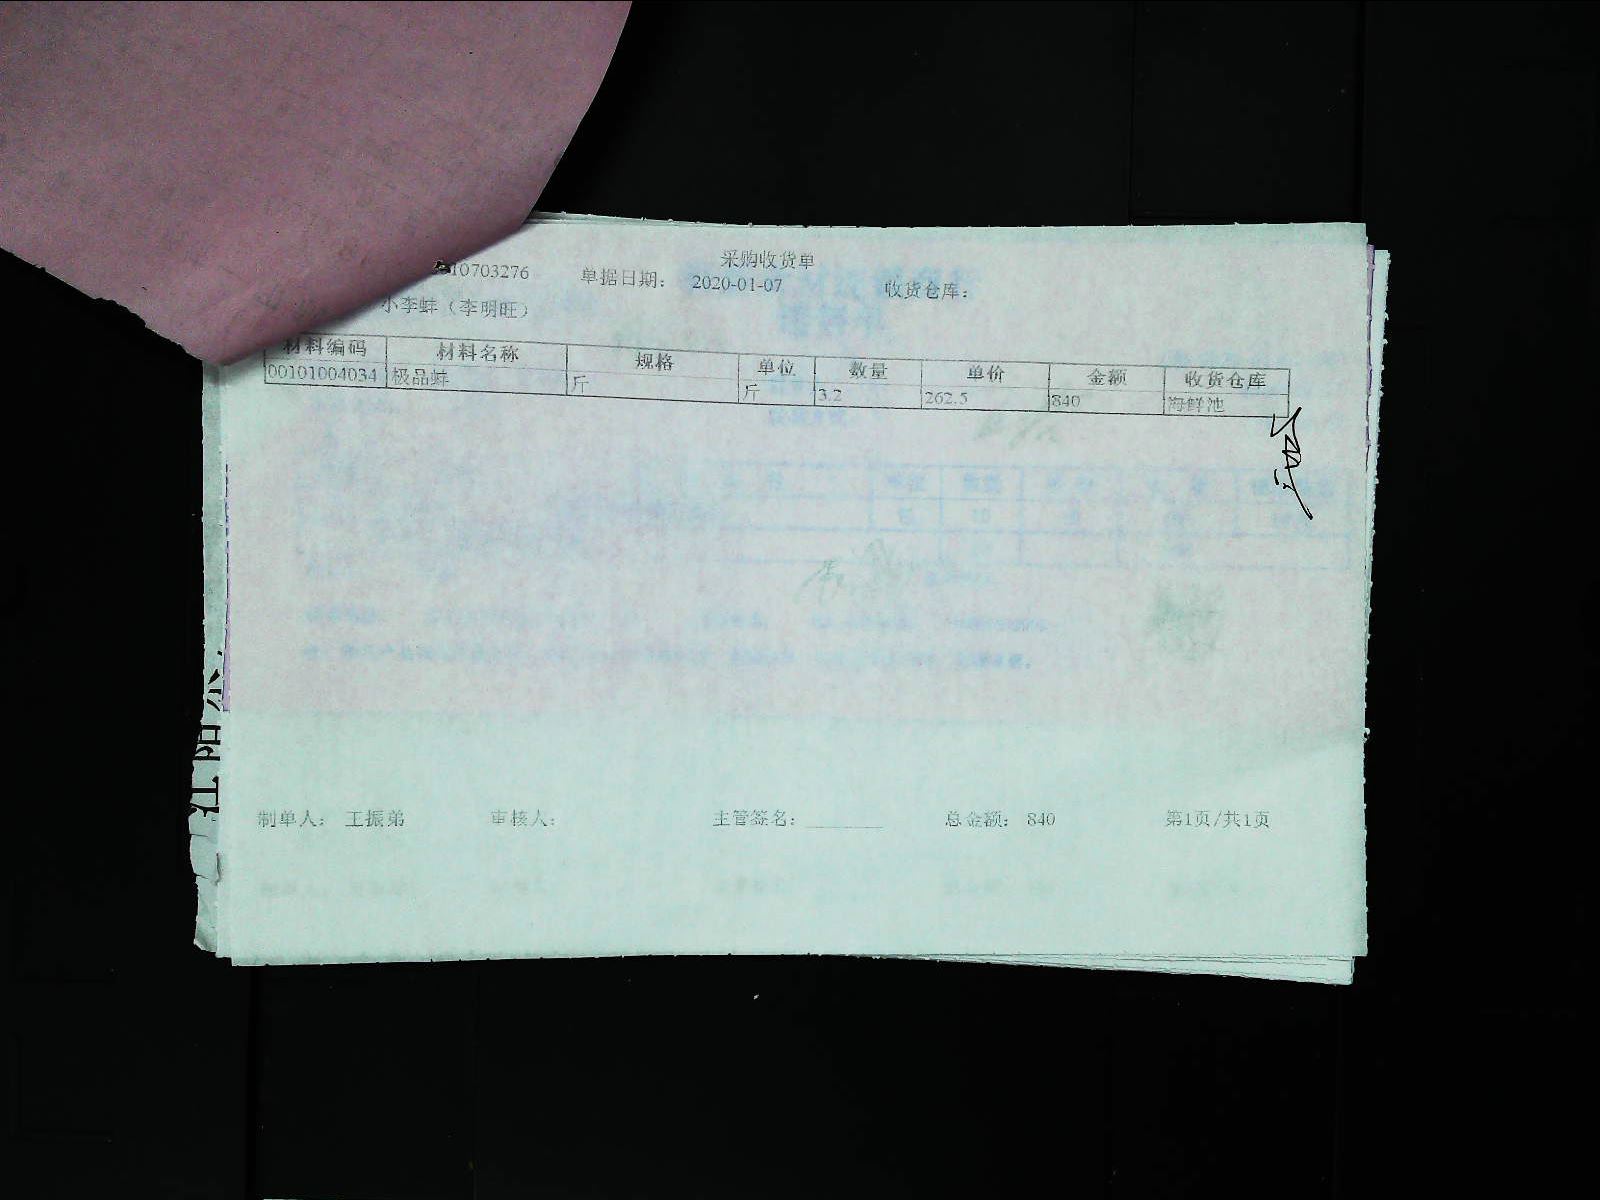 采购收货单
10703276 单据日期: 2020-01-07 收货仓库:
小李蚌（李明旺）
材料编码 材料名称 规格 单位 数量 单价 金额 收货仓库
00101004034 极品蚌 斤 斤 3.2 262.5 840 海鲜池
制单人: 王振弟 审核人: 主管签名: 总金额: 840 第1页/共1页